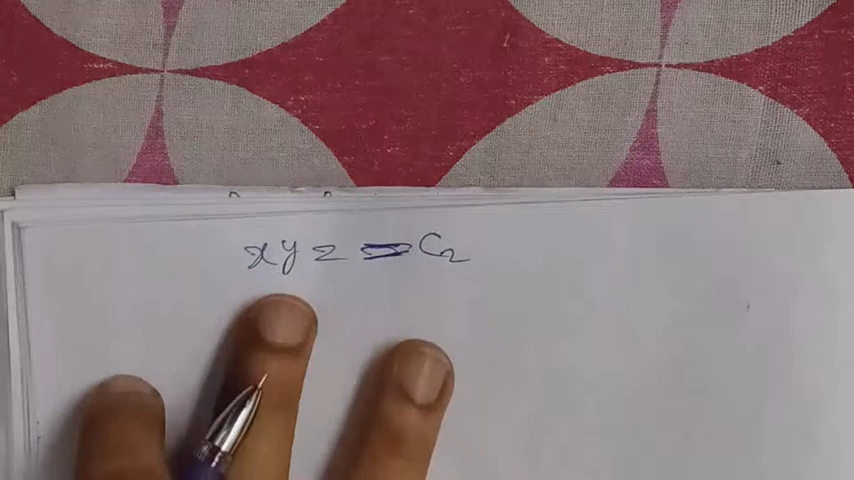 xyz = C₂